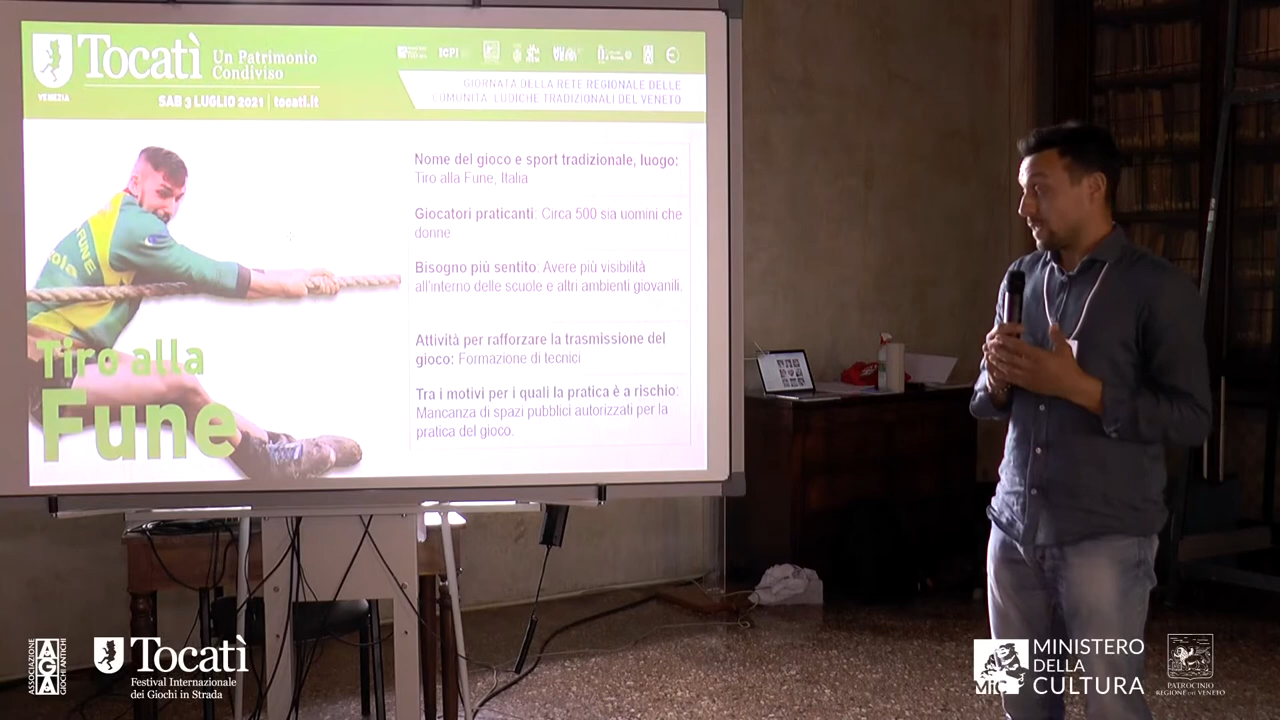 Tocatì
Un Patrimonio
Condiviso
VENEZIA
SAB 3 LUGLIO 2021 | tocati.it
ICPI
GIORNATA DELLA RETE REGIONALE DELLE
COMUNITÀ LUDICHE TRADIZIONALI DEL VENETO
FUNE
Tiro alla
Fune
Nome del gioco e sport tradizionale, luogo:
Tiro alla Fune, Italia
Giocatori praticanti: Circa 500 sia uomini che
donne
Bisogno più sentito: Avere più visibilità
all'interno delle scuole e altri ambienti giovanili.
Attività per rafforzare la trasmissione del
gioco: Formazione di tecnici
Tra i motivi per i quali la pratica è a rischio:
Mancanza di spazi pubblici autorizzati per la
pratica del gioco.
ASSOCIAZIONE
AGA
GIOCHI ANTICHI
Tocatì
Festival Internazionale
dei Giochi in Strada
MiC
MINISTERO
DELLA
CULTURA
PATROCINIO
REGIONE DEL VENETO